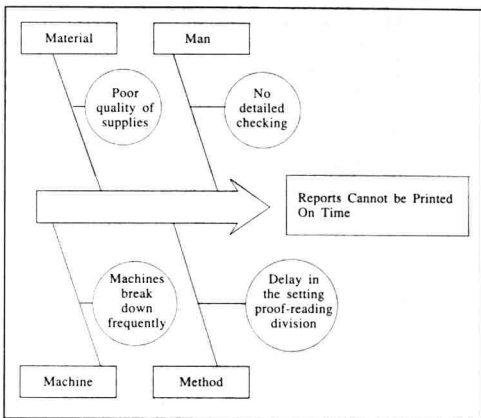 Material
Man
Poor
quality of
supplies
No
detailed
checking
Reports Cannot be Printed
On Time
Machines
break
down
frequently
Delay in
the setting
proof-reading
division
Machine
Method